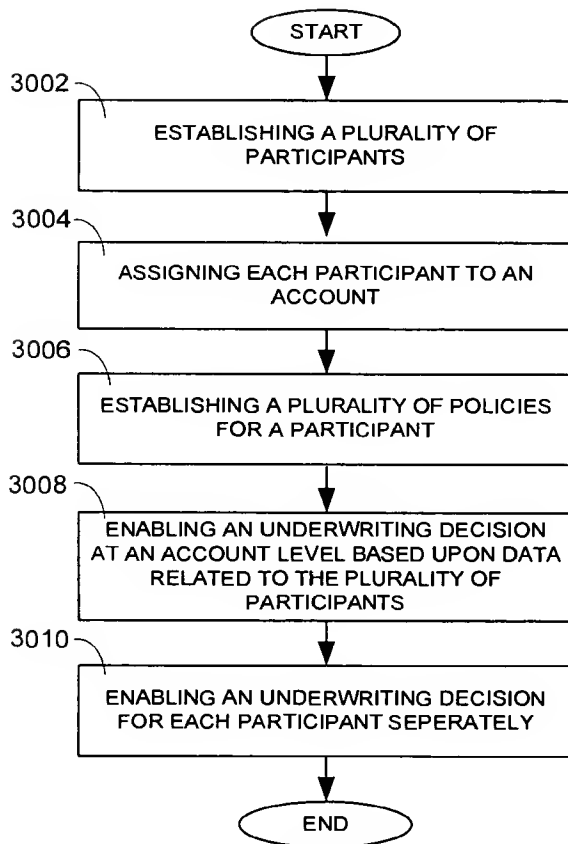 START
3002
ESTABLISHING A PLURALITY OF
PARTICIPANTS
3004
ASSIGNING EACH PARTICIPANT TO AN
ACCOUNT
3006
ESTABLISHING A PLURALITY OF POLICIES
FOR A PARTICIPANT
3008
ENABLING AN UNDERWRITING DECISION
AT AN ACCOUNT LEVEL BASED UPON DATA
RELATED TO THE PLURALITY OF
PARTICIPANTS
3010
ENABLING AN UNDERWRITING DECISION
FOR EACH PARTICIPANT SEPERATELY
END